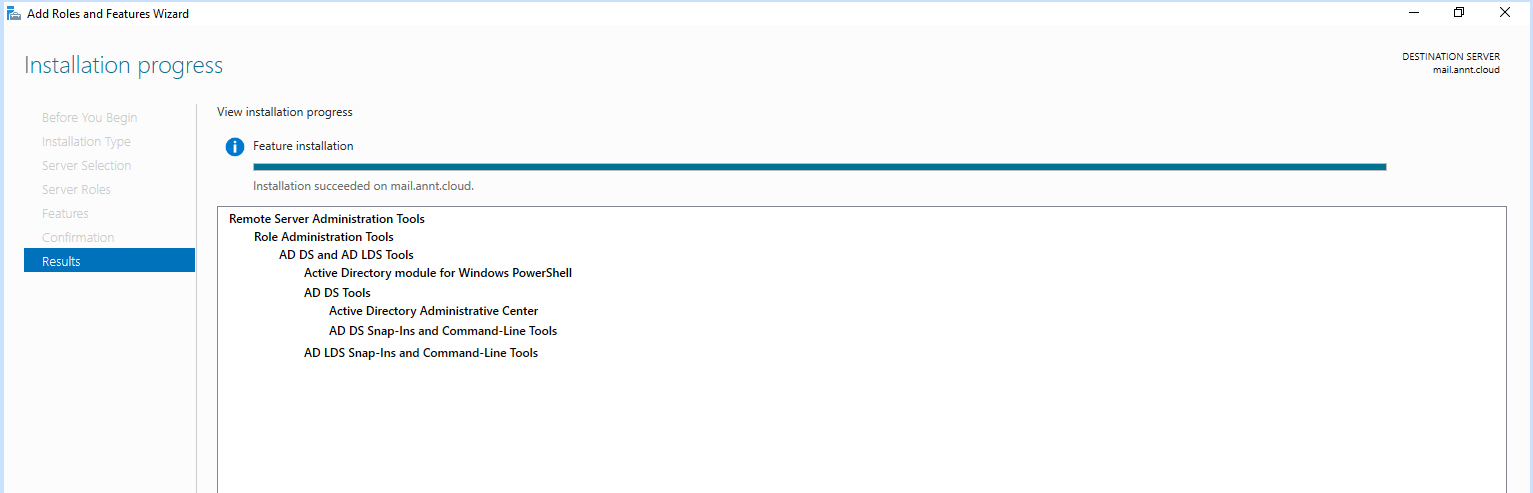 Add Roles and Features Wizard
Installation progress
DESTINATION SERVER
mail.annt.cloud
Before You Begin
Installation Type
Server Selection
Server Roles
Features
Confirmation
Results
View installation progress
Feature installation
Installation succeeded on mail.annt.cloud.
Remote Server Administration Tools
Role Administration Tools
AD DS and AD LDS Tools
Active Directory module for Windows PowerShell
AD DS Tools
Active Directory Administrative Center
AD DS Snap-Ins and Command-Line Tools
AD LDS Snap-Ins and Command-Line Tools